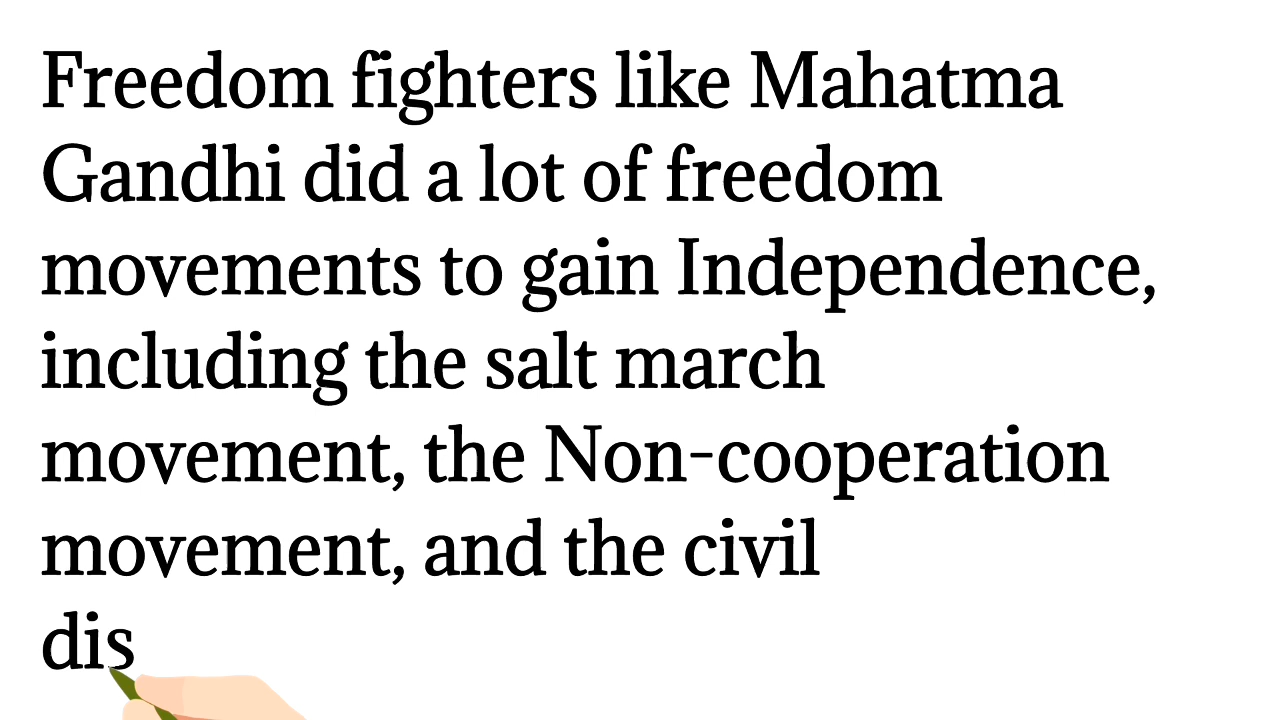 Freedom fighters like Mahatma
Gandhi did a lot of freedom
movements to gain Independence,
including the salt march
movement, the Non-cooperation
movement, and the civil
dis